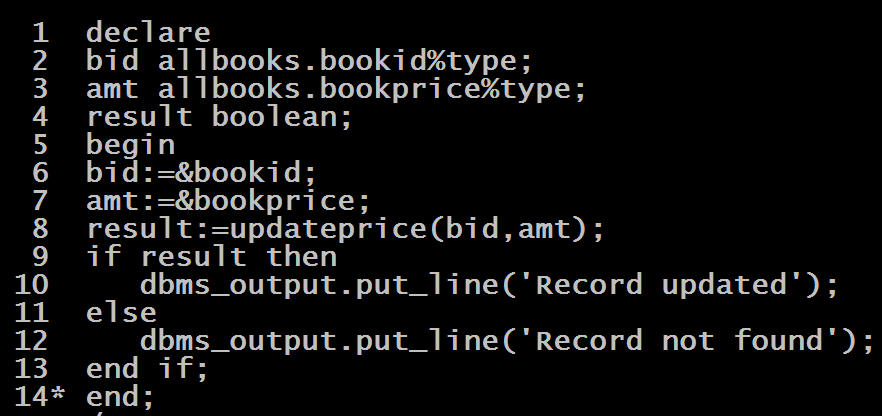 1 declare
2 bid allbooks.bookid%type;
3 amt allbooks.bookprice%type;
4 result boolean;
5 begin
6 bid:=&bookid;
7 amt:=&bookprice;
8 result:=updateprice(bid,amt);
9 if result then
10 dbms_output.put_line('Record updated');
11 else
12 dbms_output.put_line('Record not found');
13 end if;
14* end;